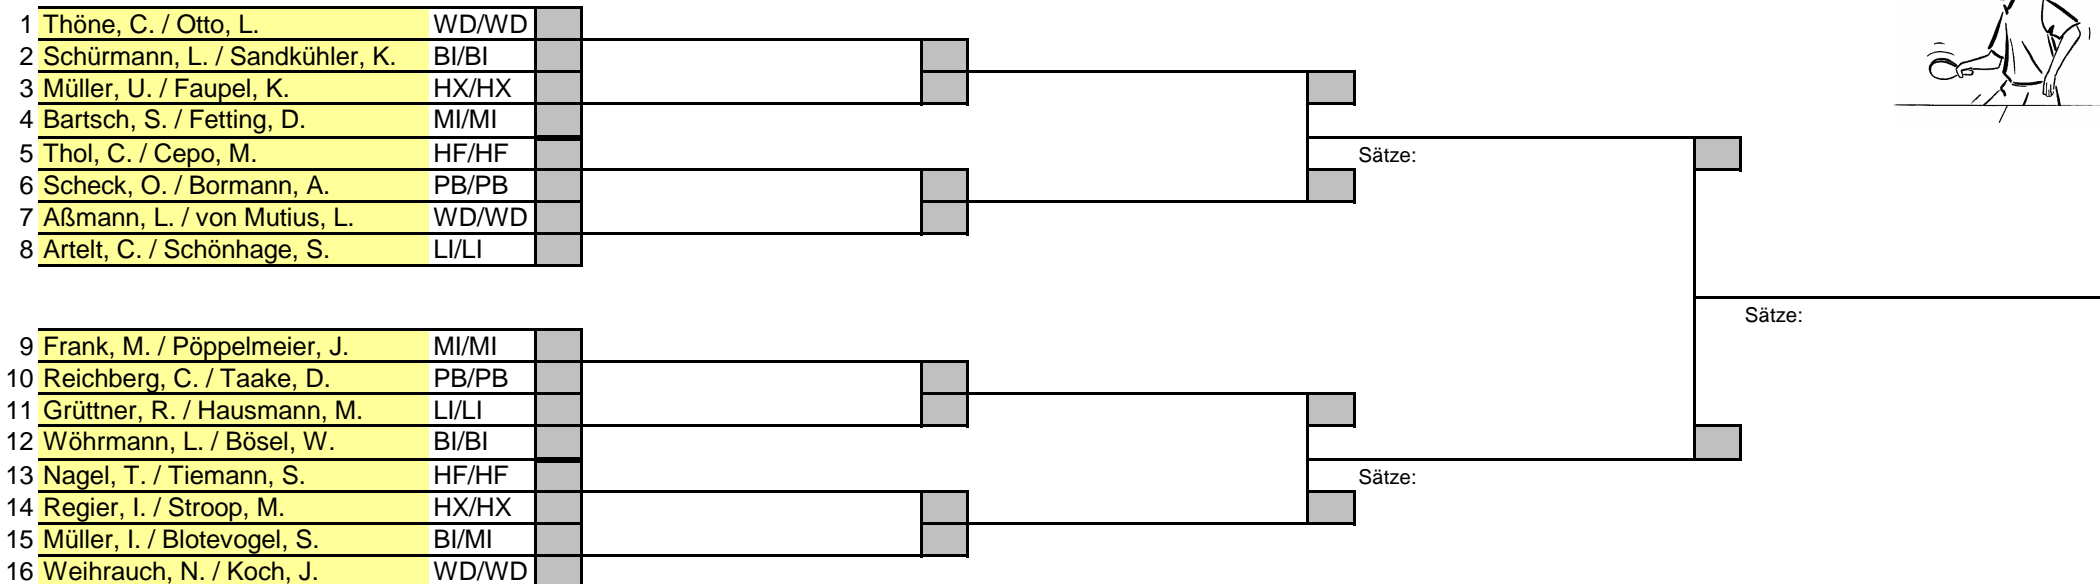 1 Thöne, C. / Otto, L. WD/WD
2 Schürmann, L. / Sandkühler, K. BI/BI
3 Müller, U. / Faupel, K. HX/HX
4 Bartsch, S. / Fetting, D. MI/MI
5 Thol, C. / Cepo, M. HF/HF
Sätze:
6 Scheck, O. / Bormann, A. PB/PB
7 Aßmann, L. / von Mutius, L. WD/WD
8 Artelt, C. / Schönhage, S. LI/LI
Sätze:
9 Frank, M. / Pöppelmeier, J. MI/MI
10 Reichberg, C. / Taake, D. PB/PB
11 Grüttner, R. / Hausmann, M. LI/LI
12 Wöhrmann, L. / Bösel, W. BI/BI
13 Nagel, T. / Tiemann, S. HF/HF
Sätze:
14 Regier, I. / Stroop, M. HX/HX
15 Müller, I. / Blotevogel, S. BI/MI
16 Weihrauch, N. / Koch, J. WD/WD